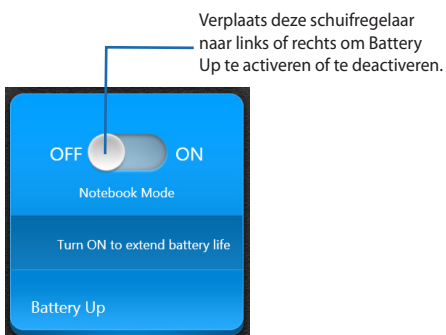 Verplaats deze schuifregelaar
naar links of rechts om Battery
Up te activeren of te deactiveren.
OFF ON
Notebook Mode
Turn ON to extend battery life
Battery Up